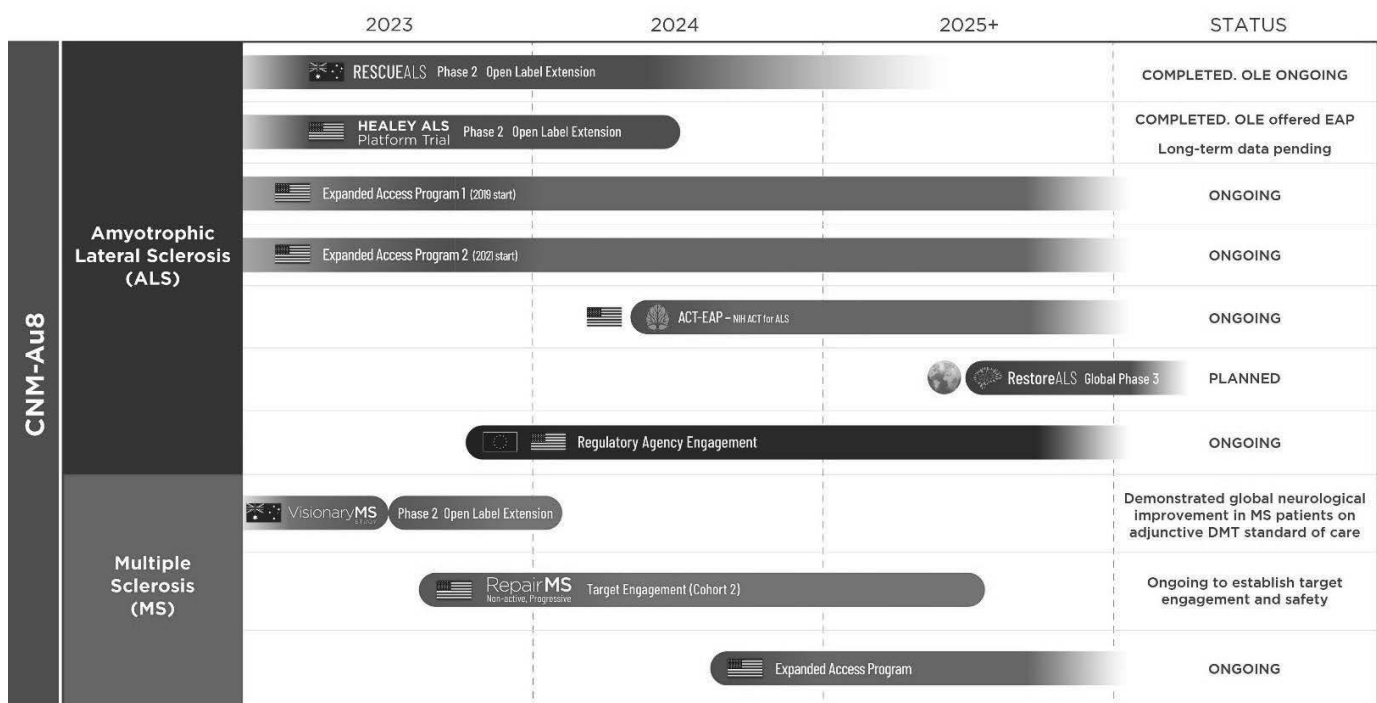 2023 2024 2025+ STATUS
CNM-Au8
Amyotrophic
Lateral Sclerosis
(ALS)
RESCUEALS Phase 2 Open Label Extension
COMPLETED. OLE ONGOING
HEALEY ALS
Platform Trial
Phase 2 Open Label Extension
COMPLETED. OLE offered EAP
Long-term data pending
Expanded Access Program 1 (2019 start)
ONGOING
Expanded Access Program 2 (2021 start)
ONGOING
ACT-EAP – NIH ACT for ALS
ONGOING
RestoreALS Global Phase 3
PLANNED
Regulatory Agency Engagement
ONGOING
Multiple
Sclerosis
(MS)
VisionaryMS
STUDY
Phase 2 Open Label Extension
Demonstrated global neurological
improvement in MS patients on
adjunctive DMT standard of care
RepairMS
Non-active, Progressive
Target Engagement (Cohort 2)
Ongoing to establish target
engagement and safety
Expanded Access Program
ONGOING